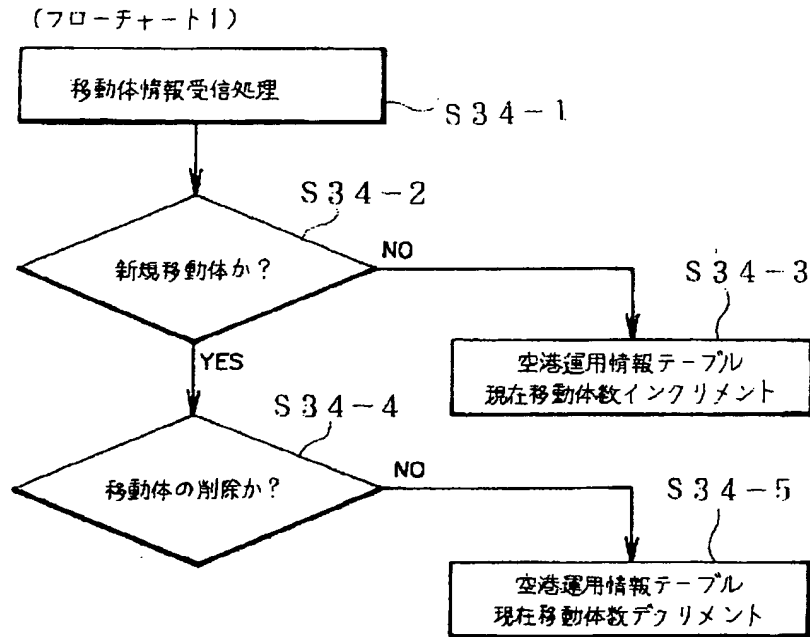 (フローチャート1)
移動体情報受信処理
S34-1
S34-2
新規移動体か?
NO
S34-3
空港運用情報テーブル
現在移動体数インクリメント
YES
S34-4
移動体の削除か?
NO
S34-5
空港運用情報テーブル
現在移動体数デクリメント